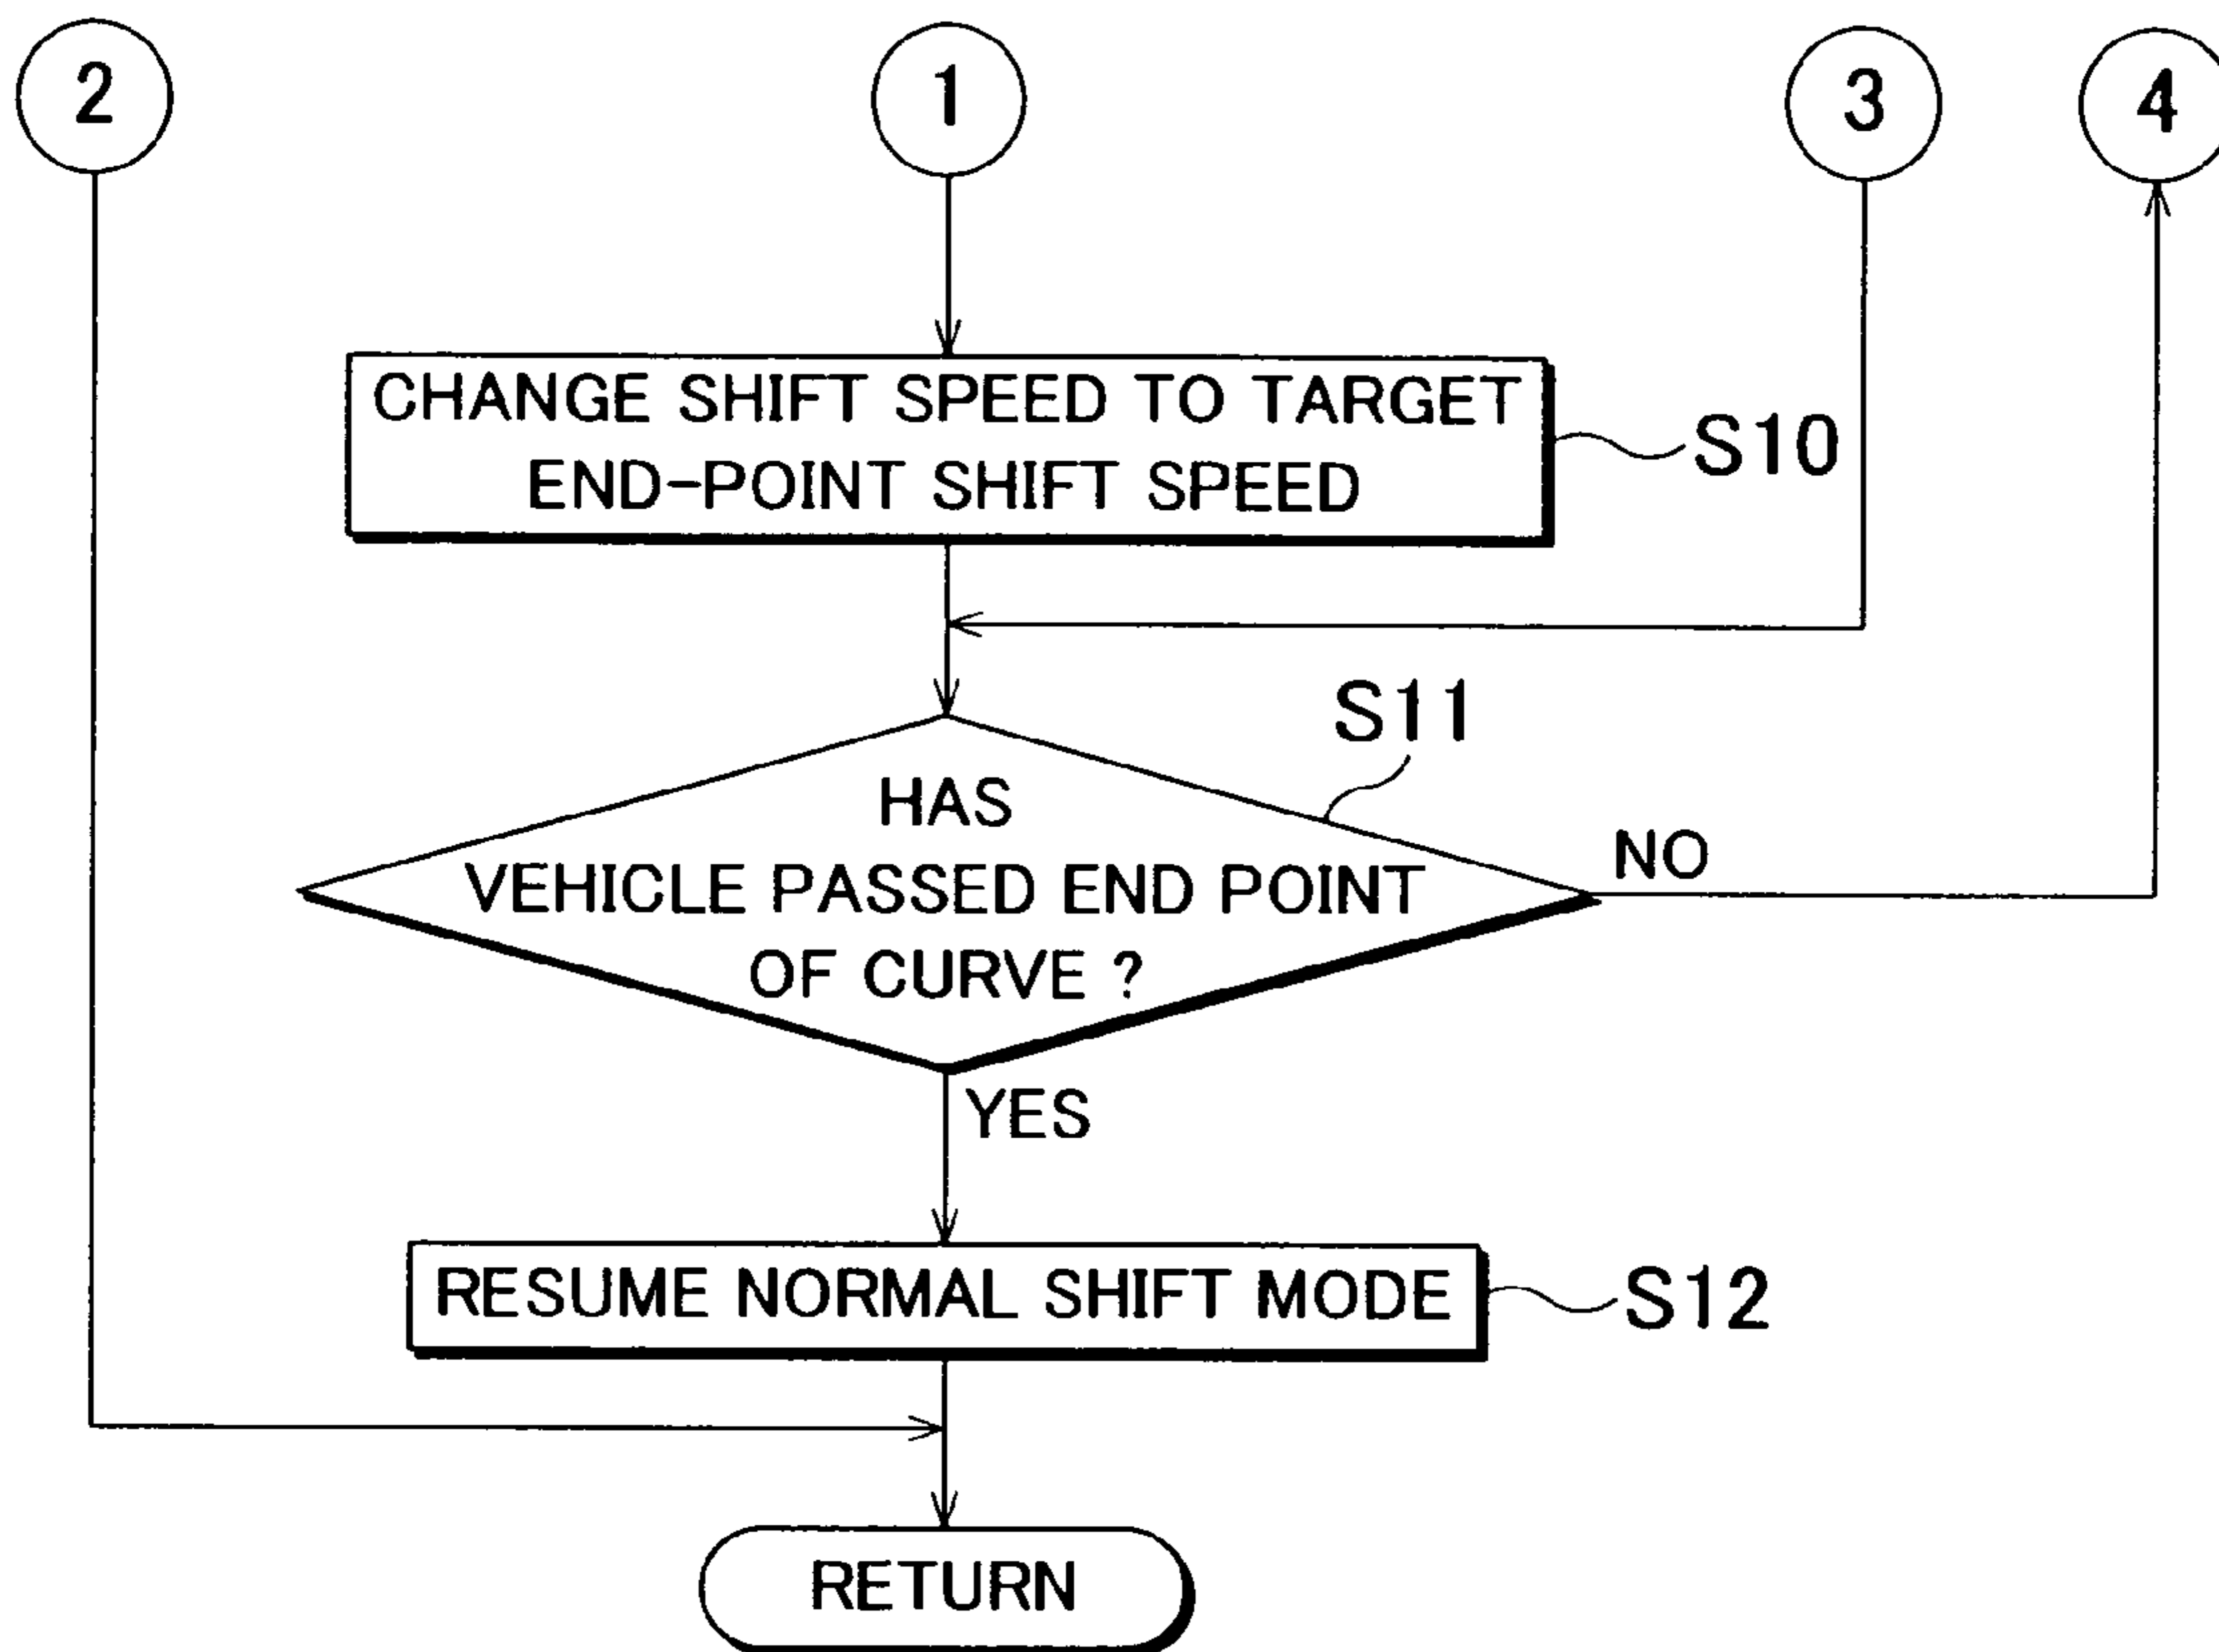 2
1
3
4
CHANGE SHIFT SPEED TO TARGET
END-POINT SHIFT SPEED
S10
S11
HAS
VEHICLE PASSED END POINT
OF CURVE ?
NO
YES
RESUME NORMAL SHIFT MODE
S12
RETURN